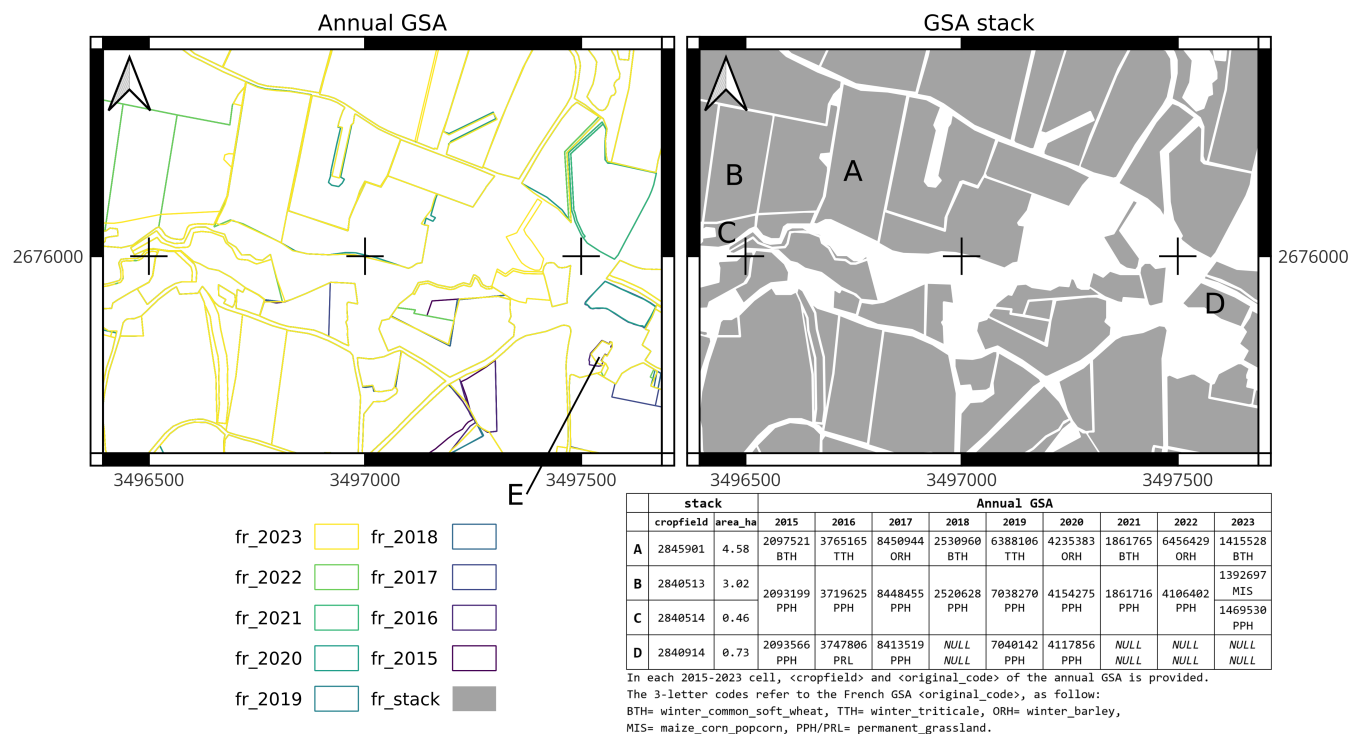 Annual GSA
GSA stack
B
A
C
D
2676000
2676000
3496500
3497000
3497500
3496500
3497000
3497500
E
fr_2023
fr_2018
fr_2022
fr_2017
fr_2021
fr_2016
fr_2020
fr_2015
fr_2019
fr_stack
stack Annual GSA
cropfield area_ha 2015 2016 2017 2018 2019 2020 2021 2022 2023
A 2845901 4.58 2097521 BTH 3765165 TTH 8450944 ORH 2530960 BTH 6388106 TTH 4235383 ORH 1861765 BTH 6456429 ORH 1415528 BTH
B 2840513 3.02 2093199 PPH 3719625 PPH 8448455 PPH 2520628 PPH 7038270 PPH 4154275 PPH 1861716 PPH 4106402 PPH 1392697 MIS
C 2840514 0.46 1469530 PPH
D 2840914 0.73 2093566 PPH 3747806 PRL 8413519 PPH NULL NULL 7040142 PPH 4117856 PPH NULL NULL NULL NULL NULL NULL
In each 2015-2023 cell, <cropfield> and <original_code> of the annual GSA is provided.
The 3-letter codes refer to the French GSA <original_code>, as follow:
BTH= winter_common_soft_wheat, TTH= winter_triticale, ORH= winter_barley,
MIS= maize_corn_popcorn, PPH/PRL= permanent_grassland.